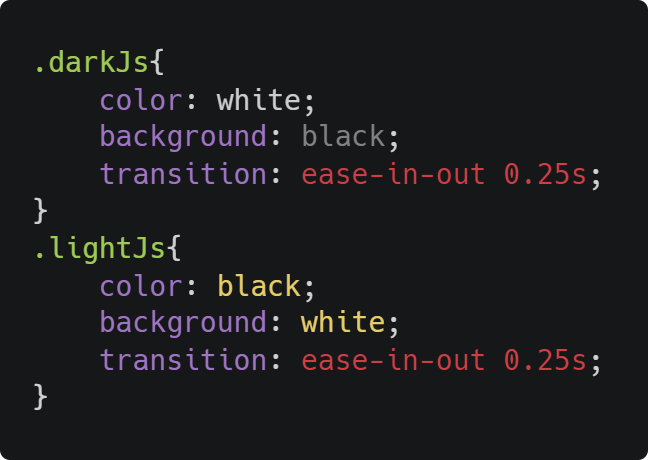 .darkJs{
    color: white;
    background: black;
    transition: ease-in-out 0.25s;
}
.lightJs{
    color: black;
    background: white;
    transition: ease-in-out 0.25s;
}